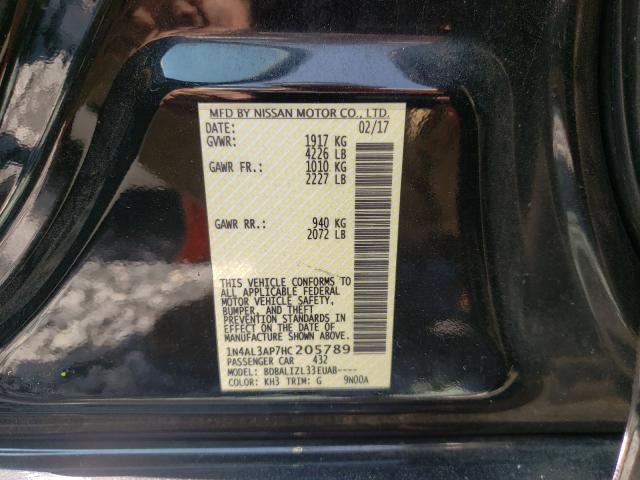 MFD BY NISSAN MOTOR CO., LTD.
DATE: 02/17
GVWR: 1917 KG
4226 LB
GAWR FR.: 1010 KG
2227 LB
GAWR RR.: 940 KG
2072 LB
THIS VEHICLE CONFORMS TO
ALL APPLICABLE FEDERAL
MOTOR VEHICLE SAFETY,
BUMPER, AND THEFT
PREVENTION STANDARDS IN
EFFECT ON THE DATE OF
MANUFACTURE SHOWN ABOVE.
1N4AL3AP7HC205789
PASSENGER CAR 432
MODEL: BDBALIZL33EUAB----
COLOR: KH3 TRIM: G 9N00A